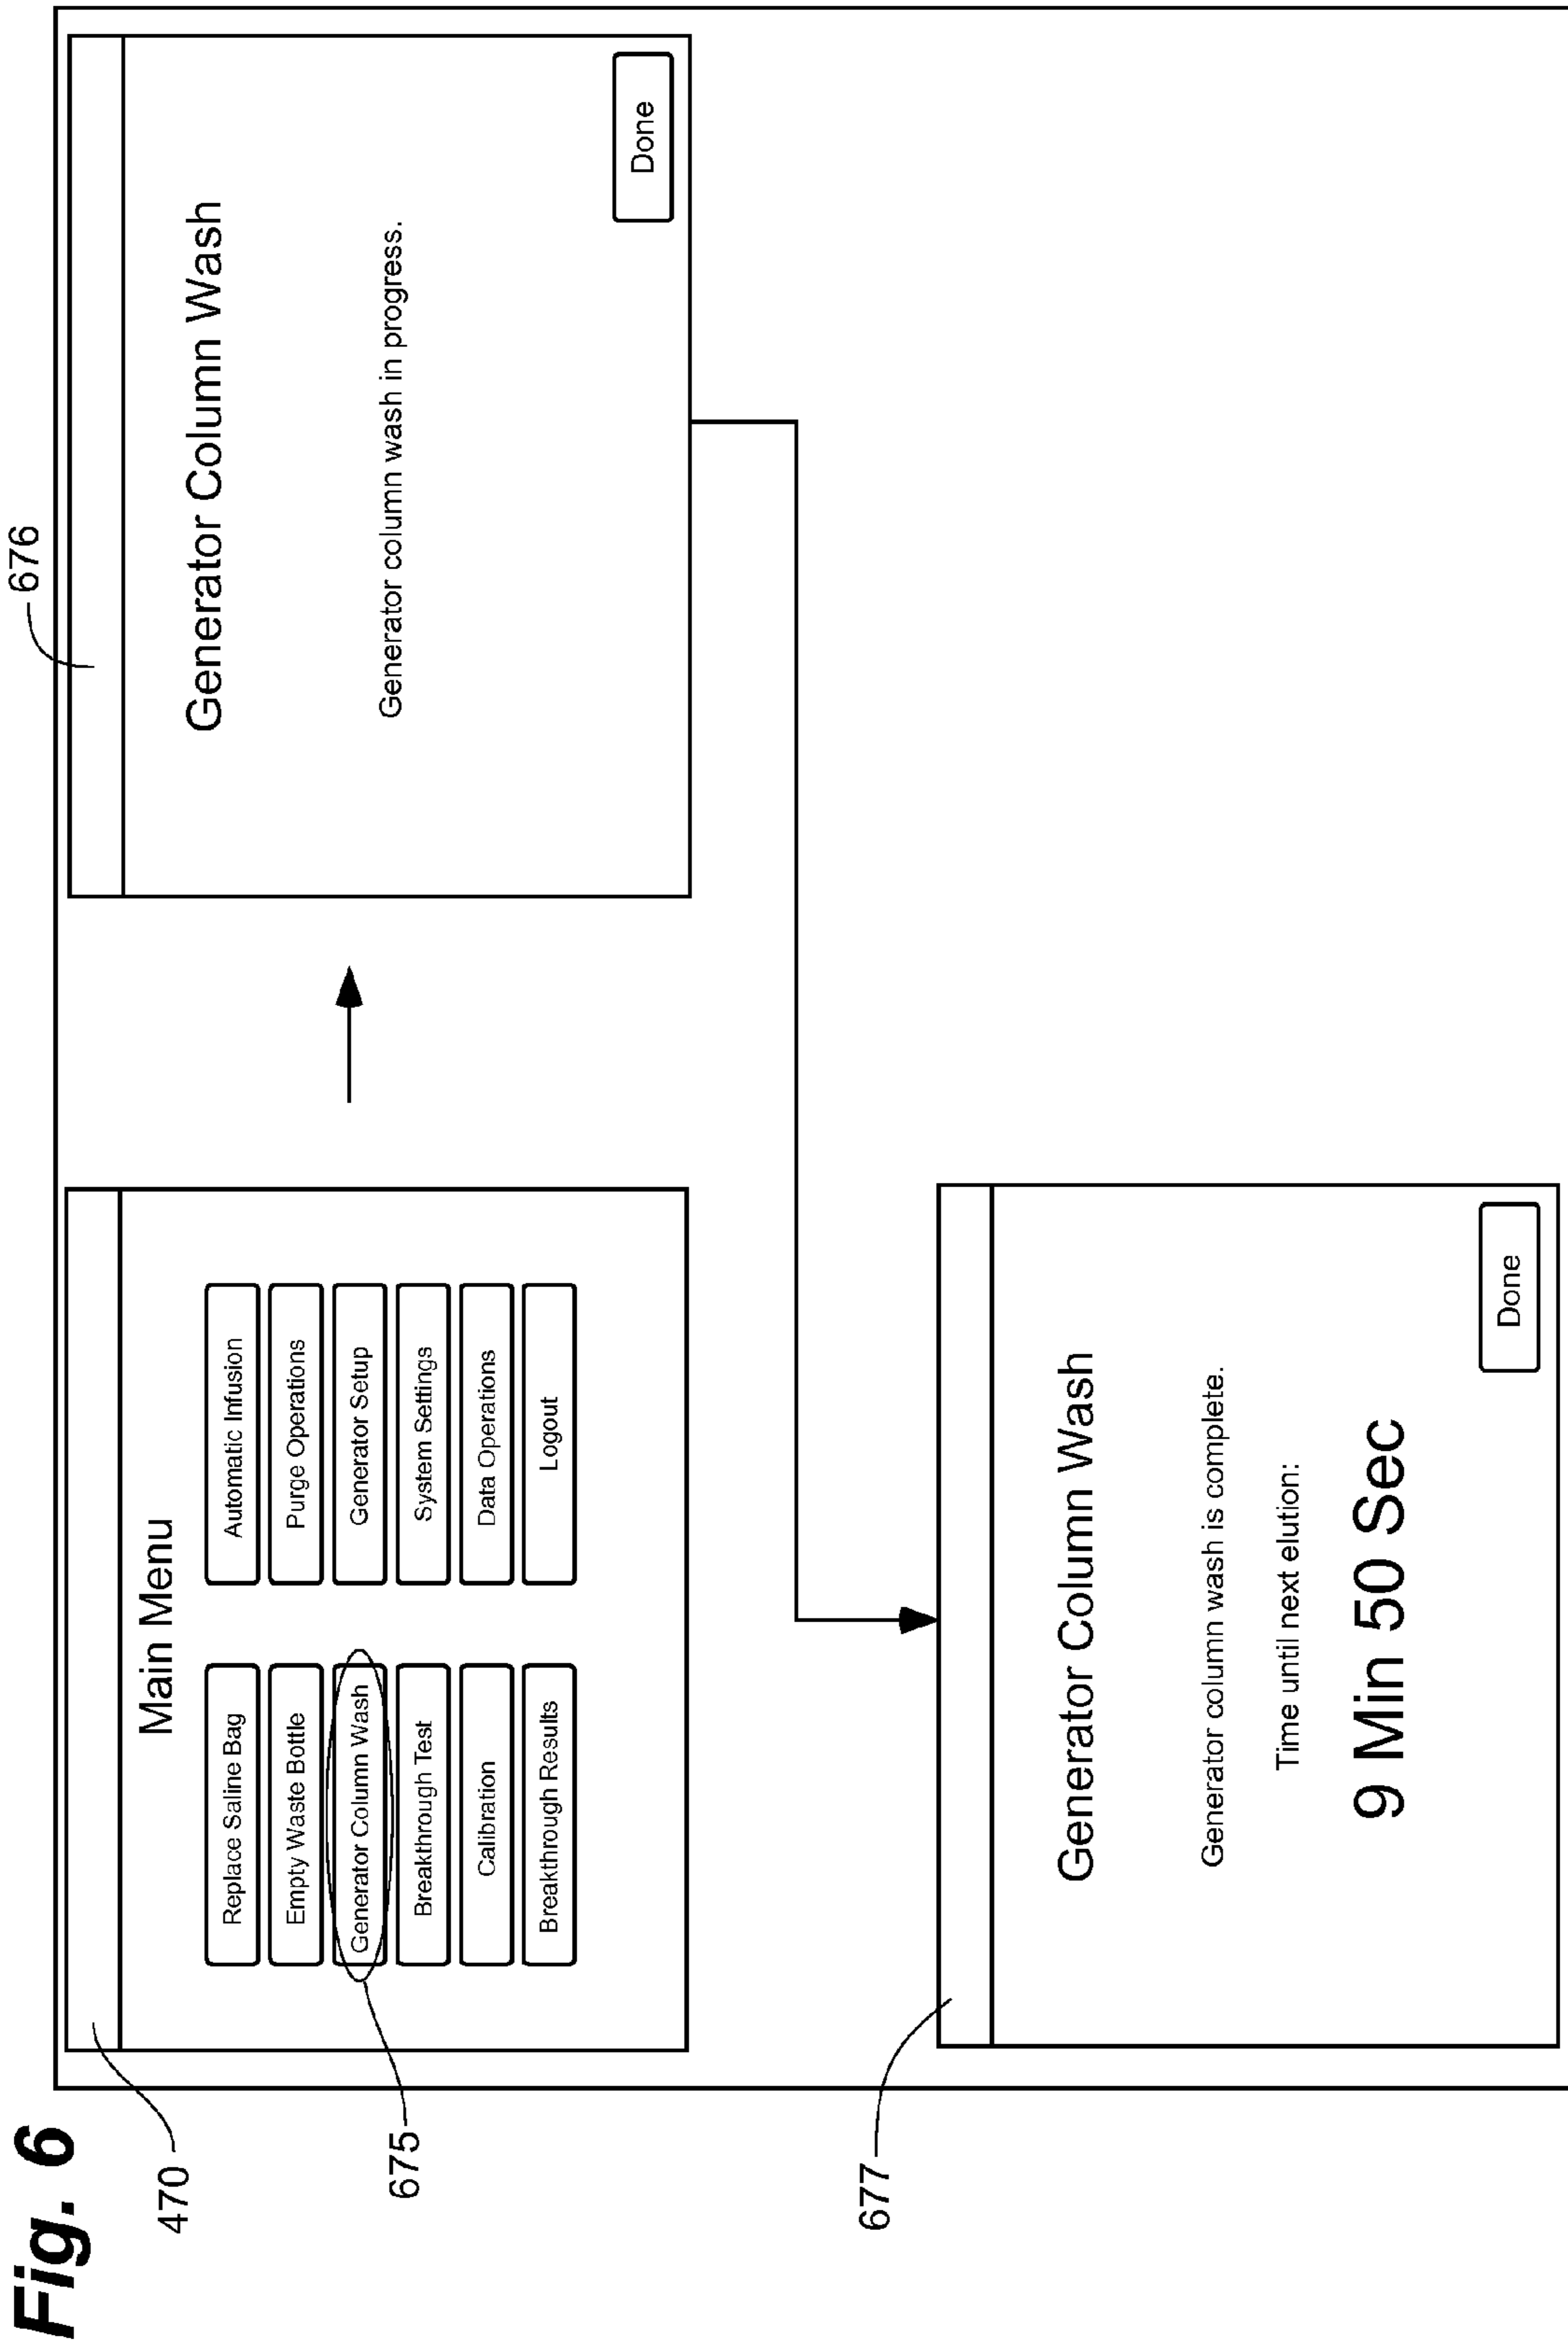 Fig. 6
470
675
676
677
Main Menu
Replace Saline Bag
Empty Waste Bottle
Generator Column Wash
Breakthrough Test
Calibration
Breakthrough Results
Automatic Infusion
Purge Operations
Generator Setup
System Settings
Data Operations
Logout
Generator Column Wash
Generator column wash in progress.
Done
Generator Column Wash
Generator column wash is complete.
Time until next elution:
9 Min 50 Sec
Done